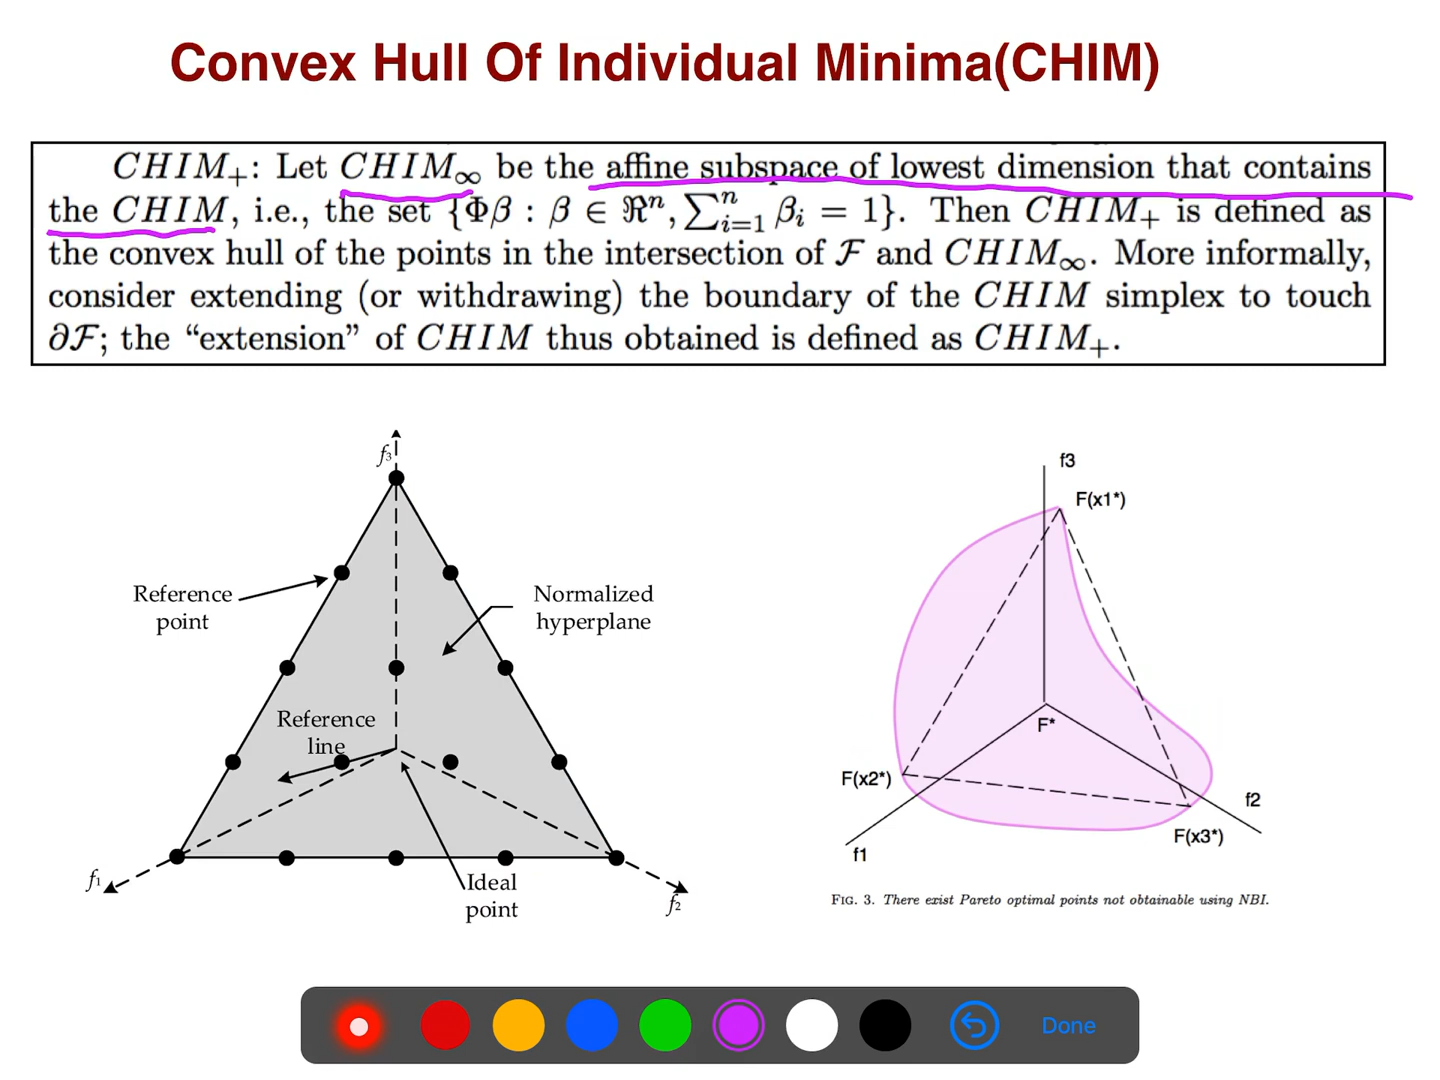 Convex Hull Of Individual Minima(CHIM)
CHIM₊: Let CHIM∞ be the affine subspace of lowest dimension that contains
the CHIM, i.e., the set {Φβ : β ∈ ℜⁿ, ∑ⁿᵢ₌₁ βᵢ = 1}. Then CHIM₊ is defined as
the convex hull of the points in the intersection of ℱ and CHIM∞. More informally,
consider extending (or withdrawing) the boundary of the CHIM simplex to touch
∂ℱ; the “extension” of CHIM thus obtained is defined as CHIM₊.
f₃
Reference
point
Normalized
hyperplane
Reference
line
f₁
Ideal
point
f₂
f3
F(x1*)
F*
F(x2*)
f2
F(x3*)
f1
FIG. 3. There exist Pareto optimal points not obtainable using NBI.
Done